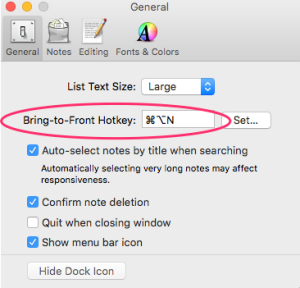 General
General Notes Editing Fonts & Colors
List Text Size: Large
Bring-to-Front Hotkey: ⌘⌥N Set...
Auto-select notes by title when searching
Automatically selecting very long notes may affect
responsiveness.
Confirm note deletion
Quit when closing window
Show menu bar icon
Hide Dock Icon